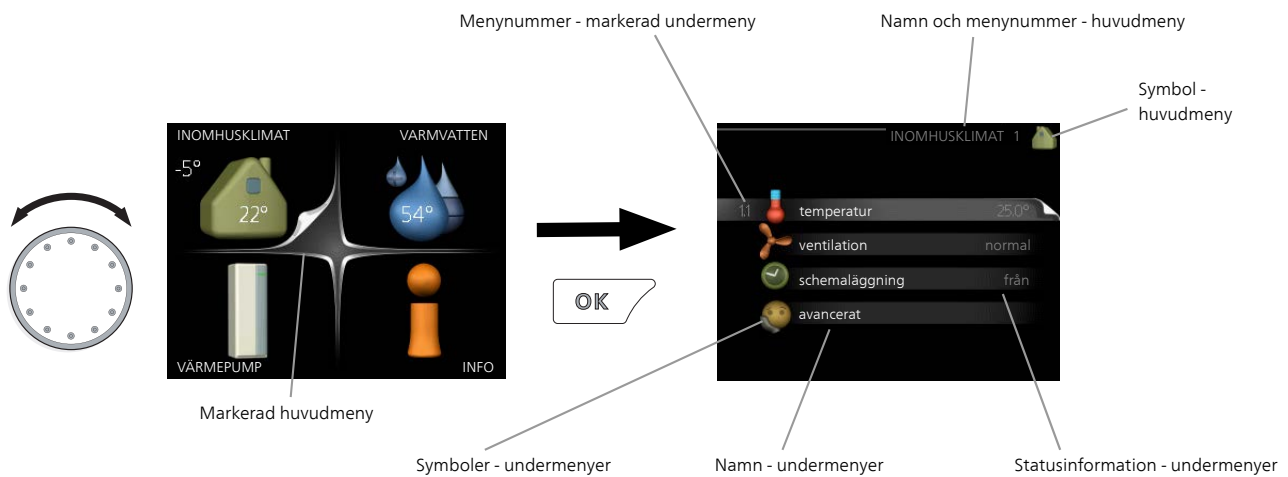 Menynummer - markerad undermeny
Namn och menynummer - huvudmeny
Symbol -
huvudmeny
INOMHUSKLIMAT
VARMVATTEN
-5°
22°
54°
VÄRMEPUMP
INFO
Markerad huvudmeny
OK
INOMHUSKLIMAT 1
1.1 temperatur 25.0°
ventilation normal
schemaläggning från
avancerat
Symboler - undermenyer
Namn - undermenyer
Statusinformation - undermenyer